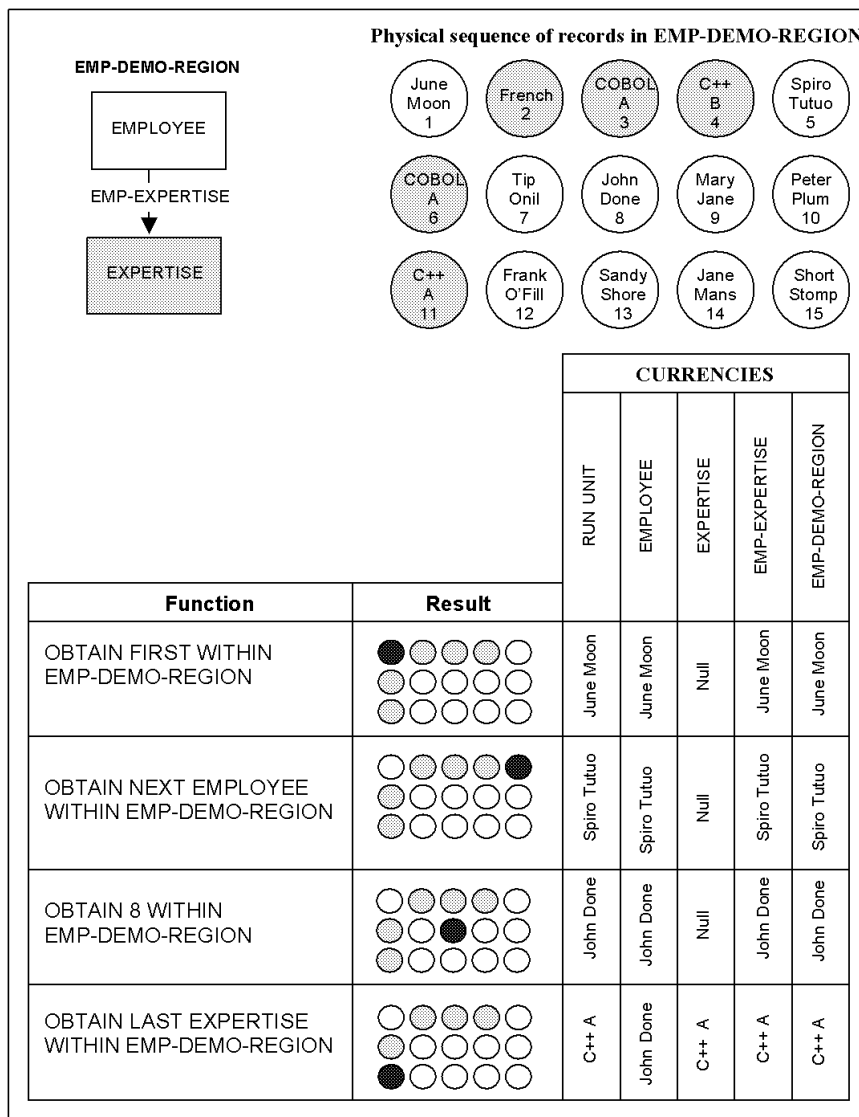 Physical sequence of records in EMP-DEMO-REGION
EMP-DEMO-REGION
EMPLOYEE
EMP-EXPERTISE
EXPERTISE
June
Moon
1
French
2
COBOL
A
3
C++
B
4
Spiro
Tutuo
5
COBOL
A
6
Tip
Onil
7
John
Done
8
Mary
Jane
9
Peter
Plum
10
C++
A
11
Frank
O'Fill
12
Sandy
Shore
13
Jane
Mans
14
Short
Stomp
15
CURRENCIES
RUN UNIT
EMPLOYEE
EXPERTISE
EMP-EXPERTISE
EMP-DEMO-REGION
Function
Result
OBTAIN FIRST WITHIN
EMP-DEMO-REGION
June Moon
June Moon
Null
June Moon
June Moon
OBTAIN NEXT EMPLOYEE
WITHIN EMP-DEMO-REGION
Spiro Tutuo
Spiro Tutuo
Null
Spiro Tutuo
Spiro Tutuo
OBTAIN 8 WITHIN
EMP-DEMO-REGION
John Done
John Done
Null
John Done
John Done
OBTAIN LAST EXPERTISE
WITHIN EMP-DEMO-REGION
C++ A
John Done
C++ A
C++ A
C++ A